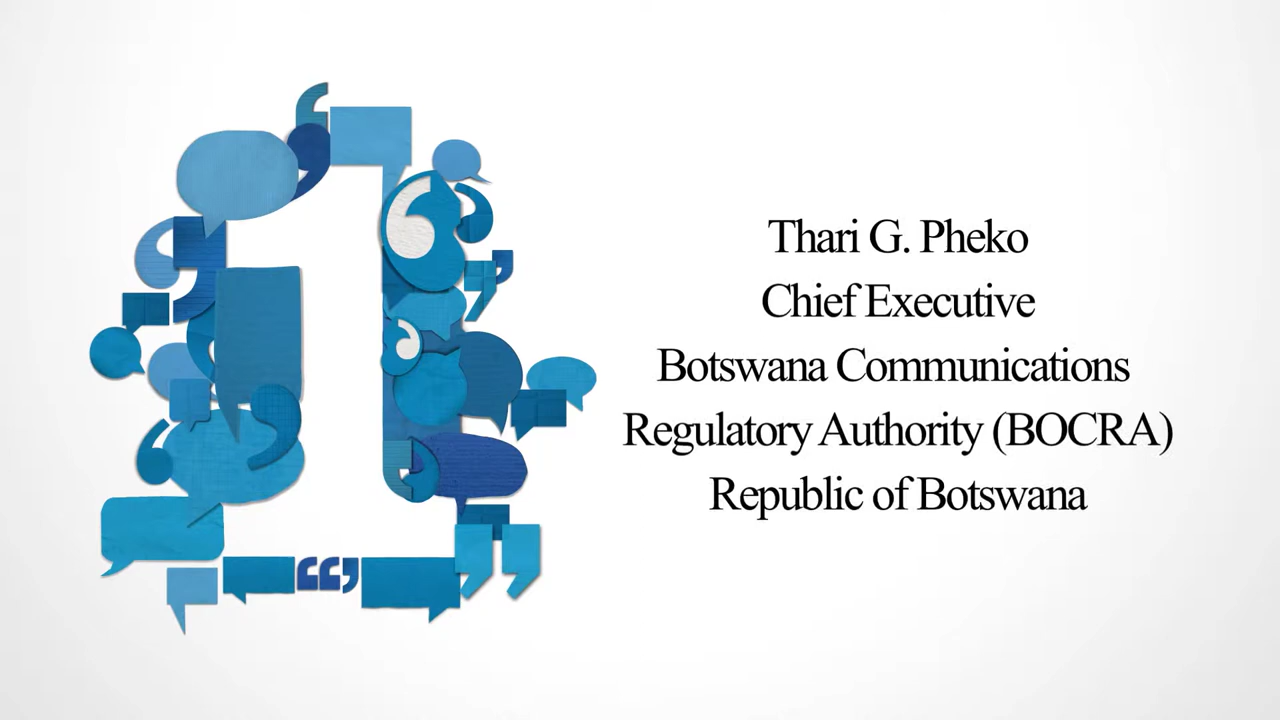 Thari G. Pheko
Chief Executive
Botswana Communications
Regulatory Authority (BOCRA)
Republic of Botswana